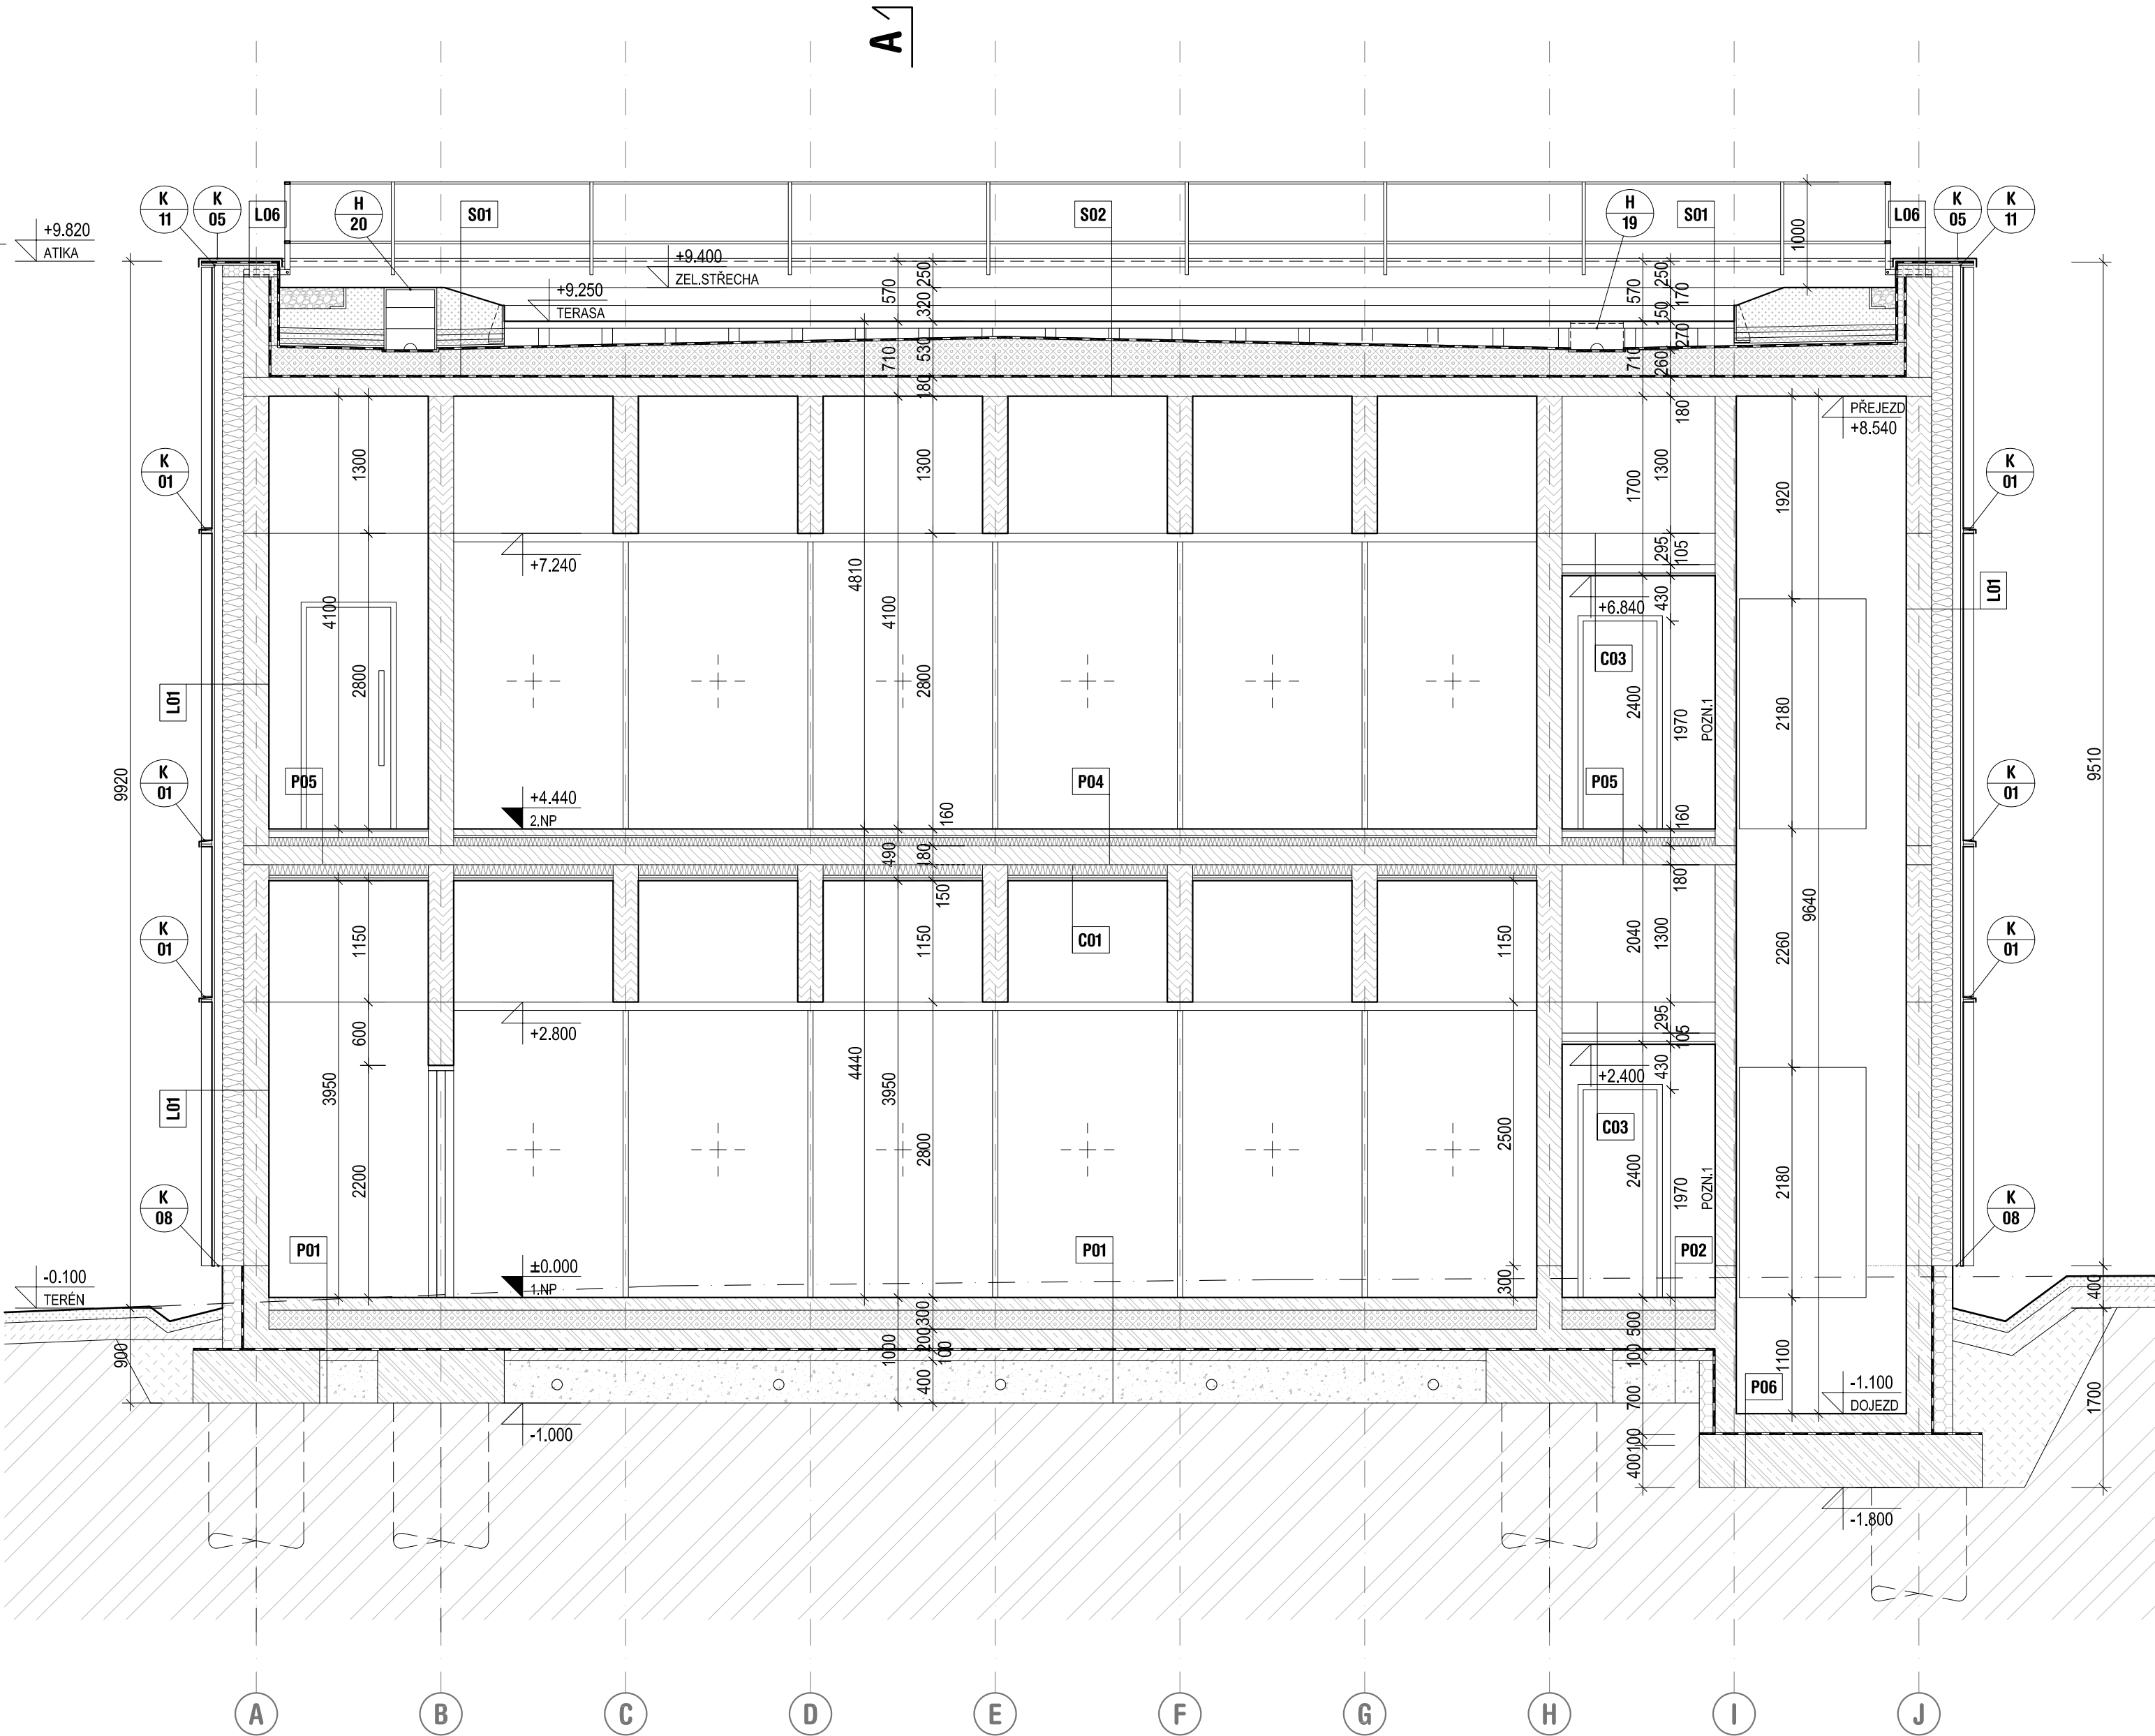 A
K
11
K
05
L06
H
20
S01
S02
H
19
S01
L06
K
05
K
11
+9.820
ATIKA
+9.400
ZEL.STŘECHA
+9.250
TERASA
1000
570
250
320
570
250
170
150
270
710
530
180
710
260
180
PŘEJEZD
+8.540
K
01
K
01
1300
1300
1700
1300
1920
+7.240
295
105
4100
4810
4100
+6.840
430
L01
L01
C03
2800
2800
2400
1970
POZN.1
2180
9920
9510
K
01
K
01
P05
+4.440
2.NP
P04
P05
160
160
490
180
150
180
9640
K
01
K
01
1150
1150
C01
1150
2040
1300
2260
+2.800
600
295
105
3950
4440
3950
+2.400
430
L01
C03
2800
2500
2200
2400
1970
POZN.1
2180
K
08
K
08
P01
P01
P02
±0.000
1.NP
-0.100
TERÉN
300
400
900
1000
300
200
100
400
500
100
700
1100
P06
-1.100
DOJEZD
1700
-1.000
100
400
-1.800
A
B
C
D
E
F
G
H
I
J